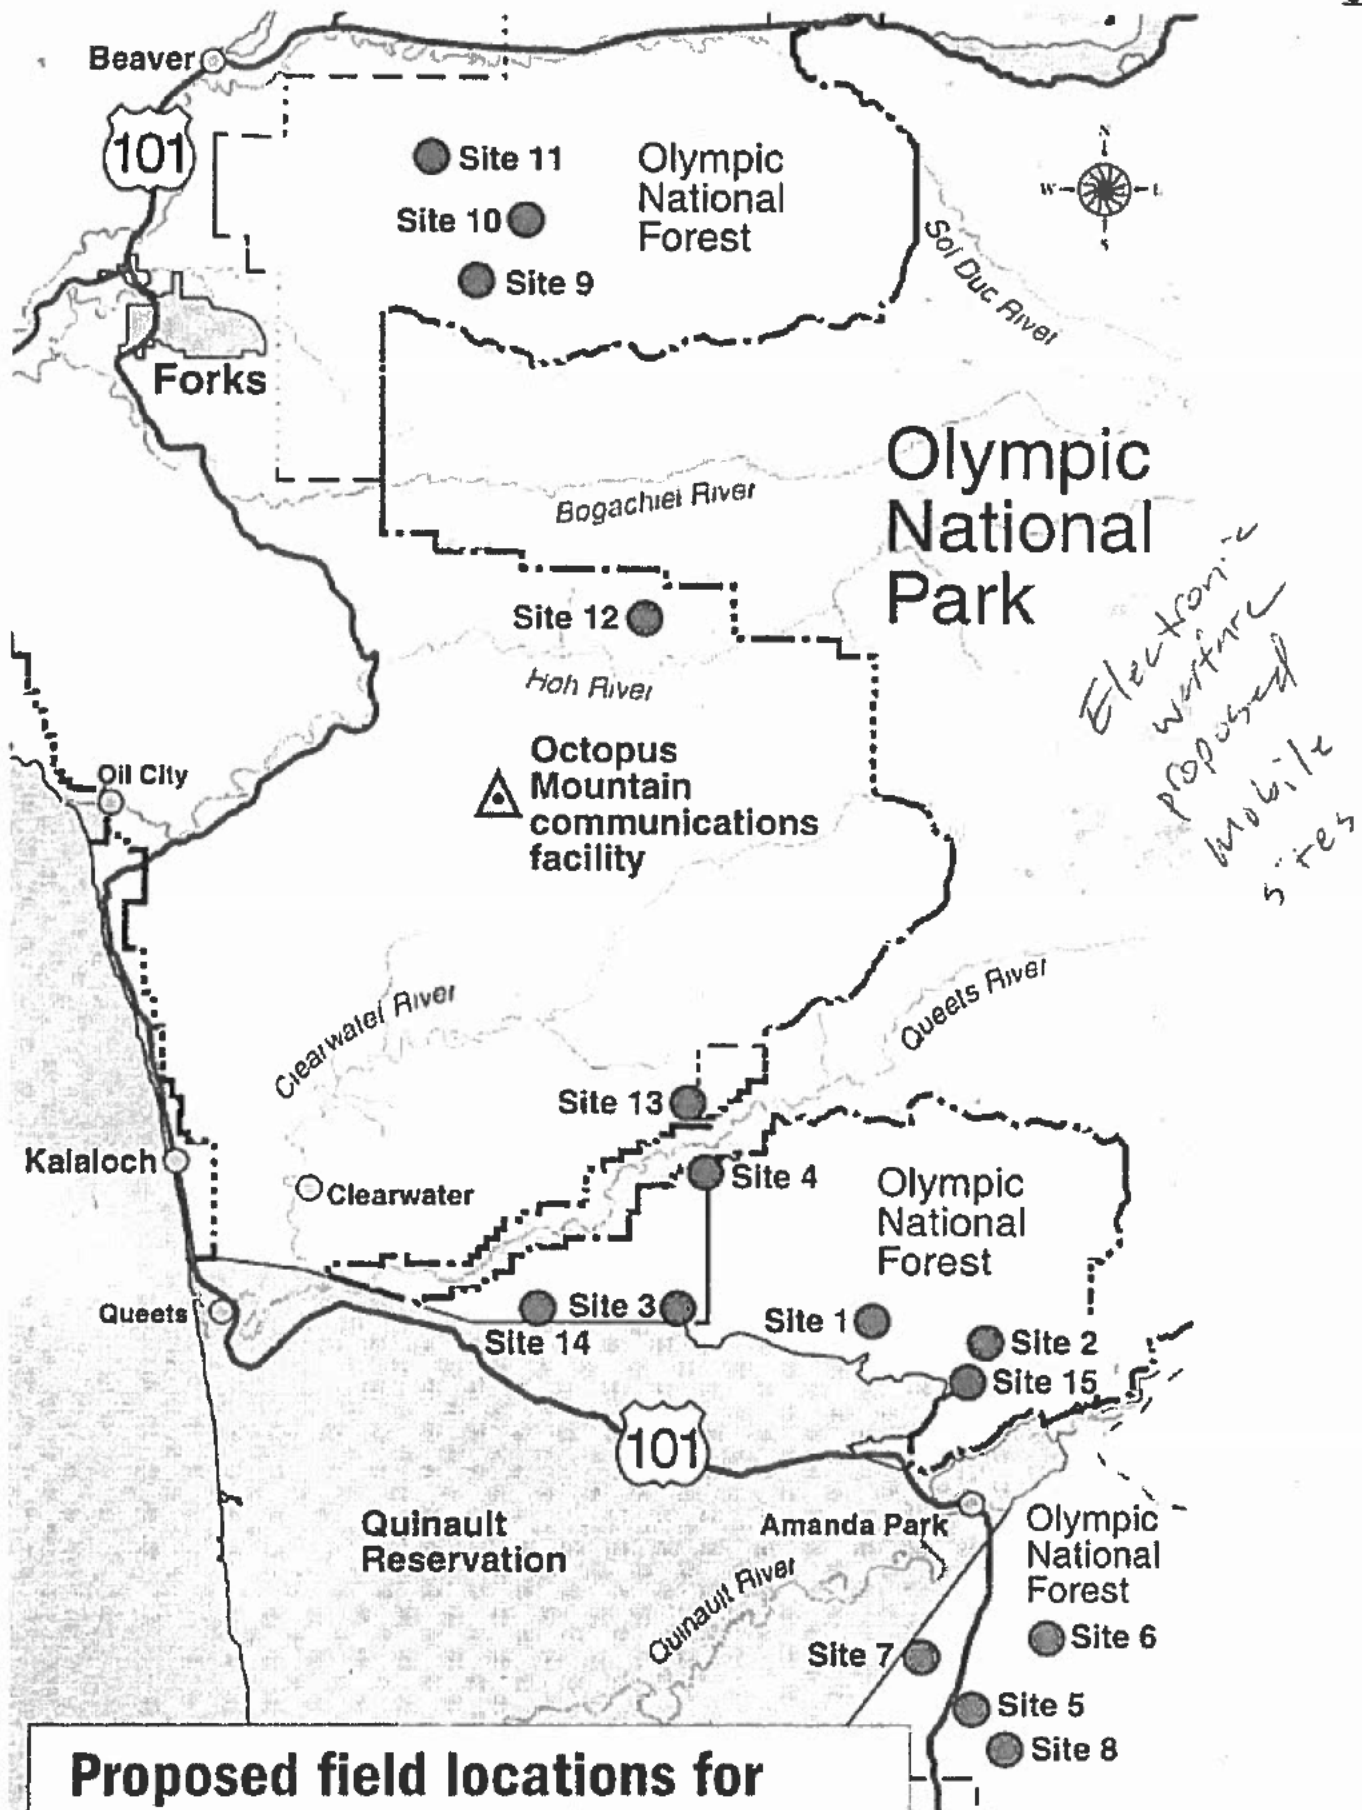 Beaver
101
Site 11
Site 10
Site 9
Olympic
National
Forest
N
W
S
Sol Duc River
Forks
Olympic
National
Park
Bogachiel River
Site 12
Hoh River
Electronic
warfare
proposed
mobile
sites
Octopus
Mountain
communications
facility
Oil City
Clearwater River
Queets River
Site 13
Kalaloch
Clearwater
Site 4
Olympic
National
Forest
Queets
Site 14
Site 3
Site 1
Site 2
Site 15
101
Quinault
Reservation
Amanda Park
Quinault River
Olympic
National
Forest
Site 7
Site 6
Site 5
Site 8
Proposed field locations for